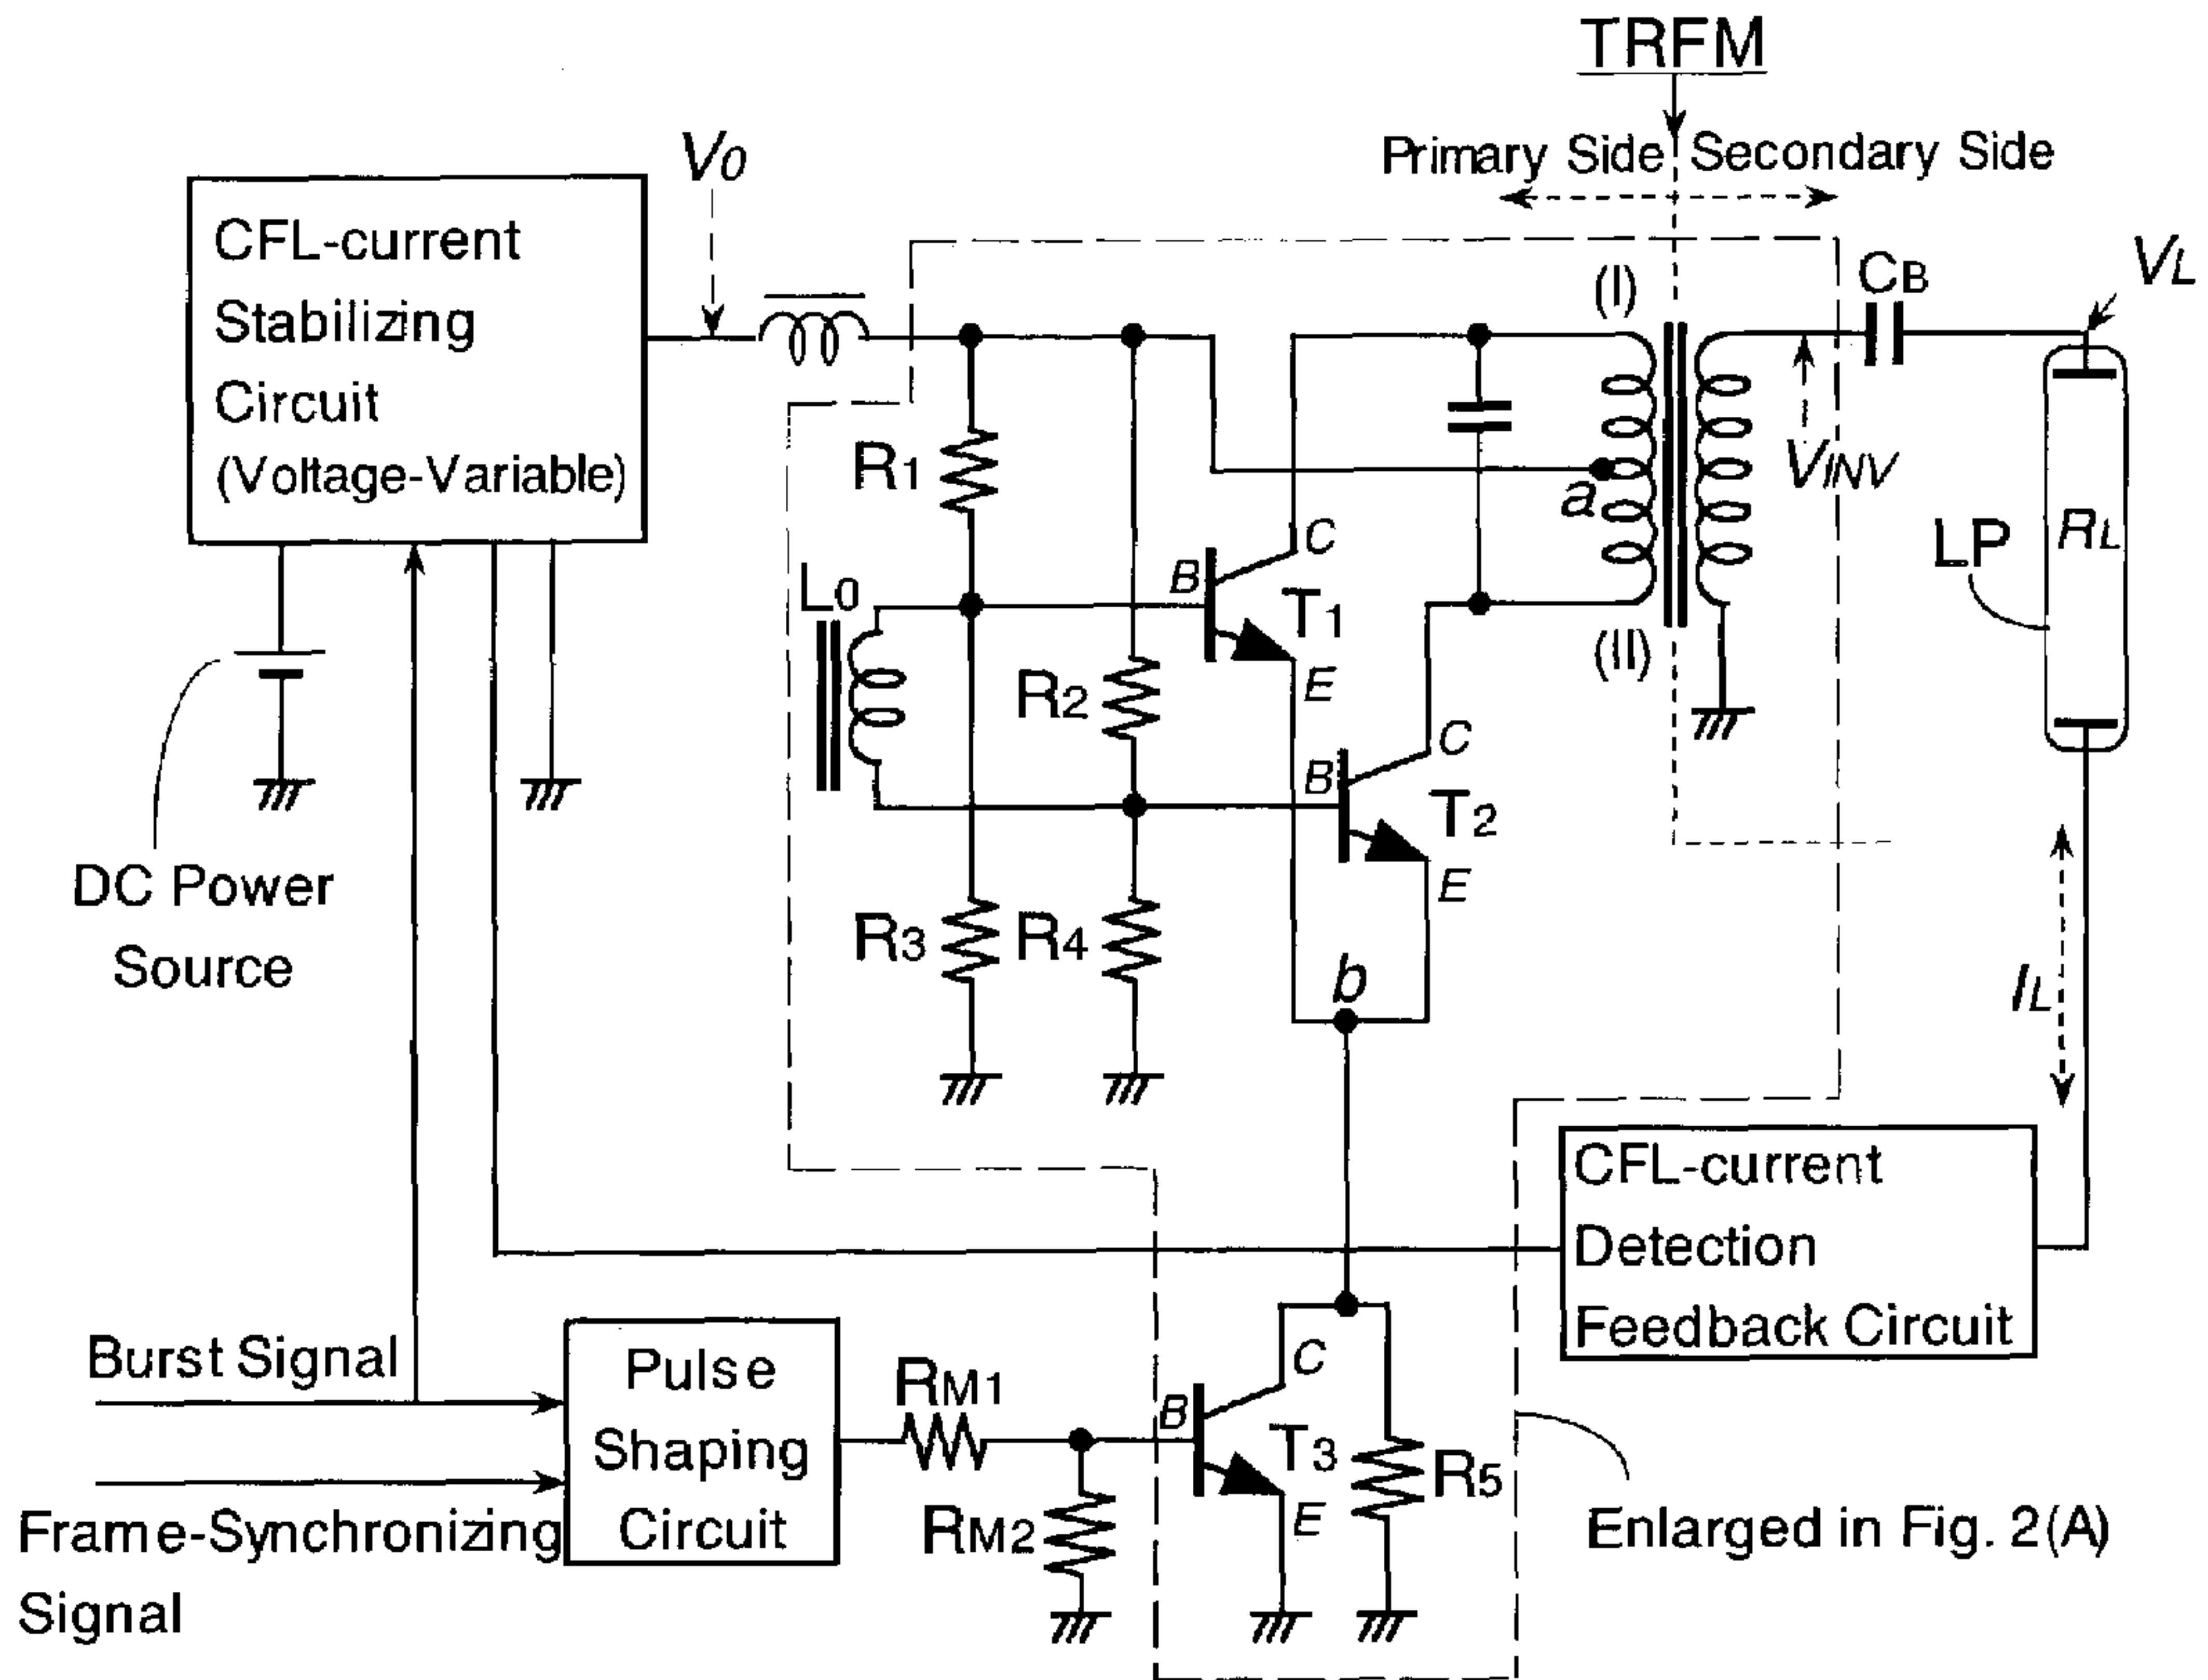 TRFM
Primary Side Secondary Side
V0
CFL-current
Stabilizing
Circuit
(Voltage-Variable)
(I)
CB
VL
R1
a
VINV
C
B
T1
E
L0
LP
RL
(II)
R2
C
B
T2
E
DC Power
Source
R3
R4
b
IL
CFL-current
Detection
Feedback Circuit
Burst Signal
Pulse
Shaping
Circuit
RM1
C
B
T3
E
R5
RM2
Frame-Synchronizing
Signal
Enlarged in Fig. 2(A)